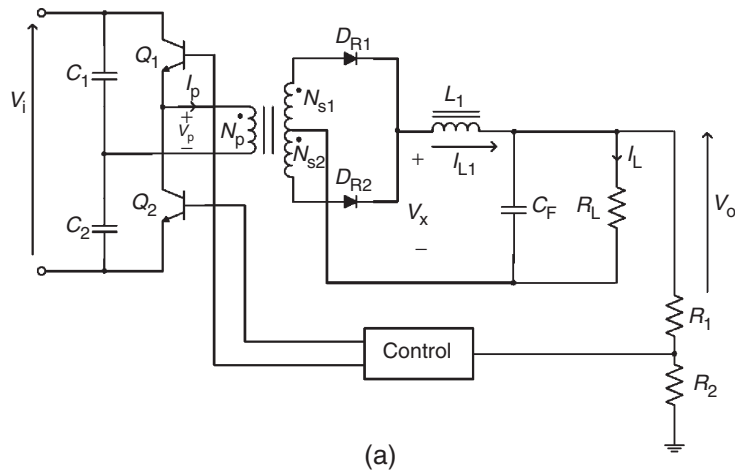 D_R1
Q_1
C_1
I_p
N_s1
L_1
V_i
+
V_p
−
N_p
+
I_L1
I_L
N_s2
D_R2
Q_2
C_2
V_x
C_F
R_L
V_o
−
R_1
Control
R_2
(a)